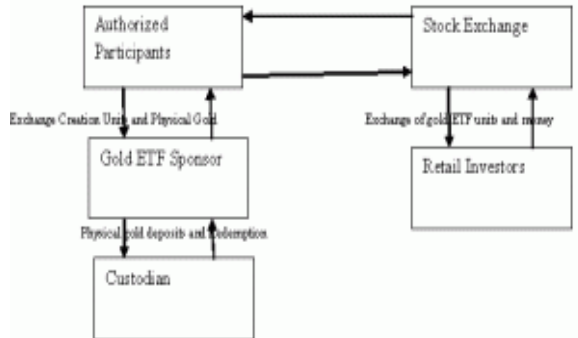 Authorized
Participants
Stock Exchange
Exchange Creation Units and Physical Gold
Exchange of gold ETF units and money
Gold ETF Sponsor
Retail Investors
Physical gold deposits and Redemption
Custodian